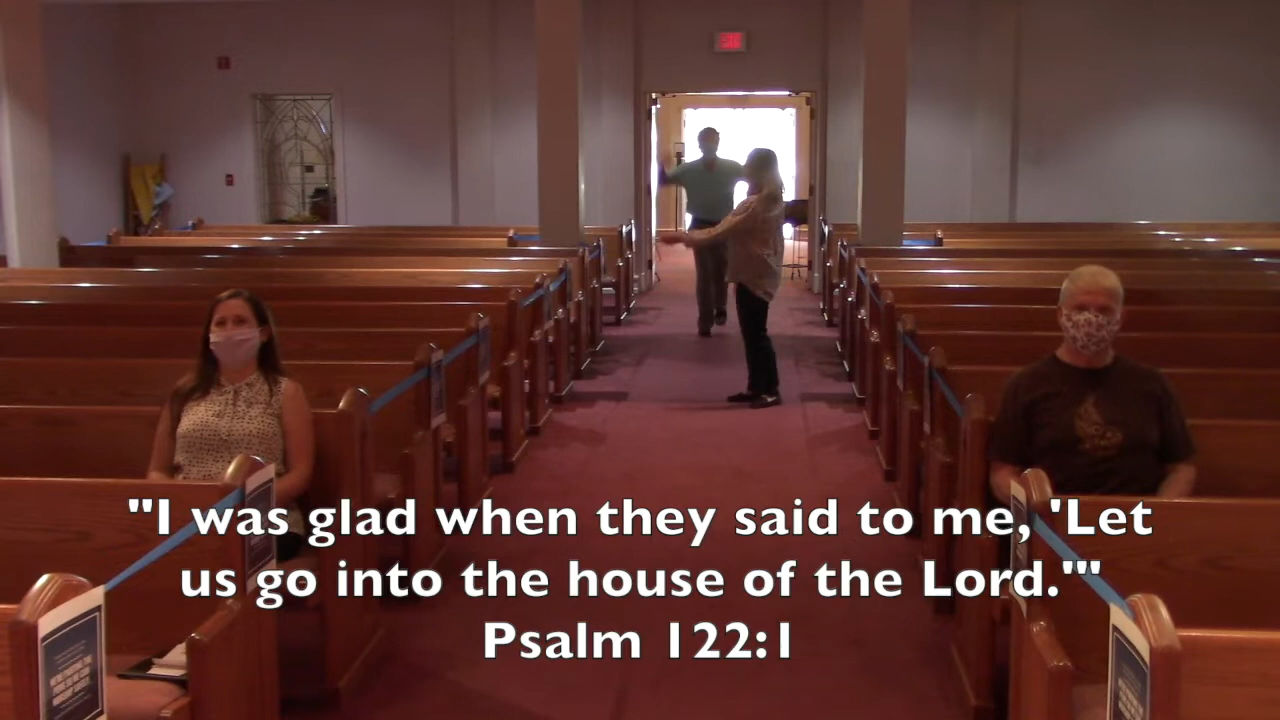 EXIT
"I was glad when they said to me, 'Let
us go into the house of the Lord.'"
Psalm 122:1